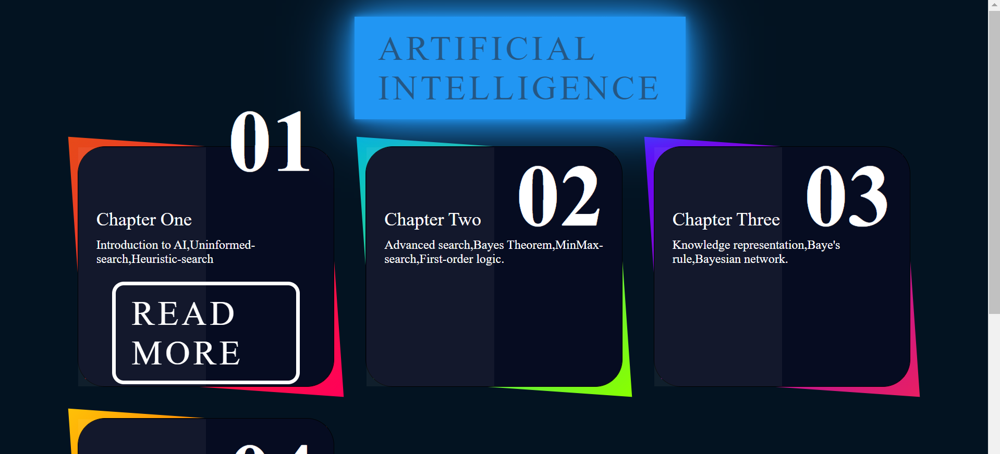 ARTIFICIAL
INTELLIGENCE
01
Chapter One
Introduction to AI,Uninformed-
search,Heuristic-search
READ
MORE
02
Chapter Two
Advanced search,Bayes Theorem,MinMax-
search,First-order logic.
03
Chapter Three
Knowledge representation,Baye's
rule,Bayesian network.